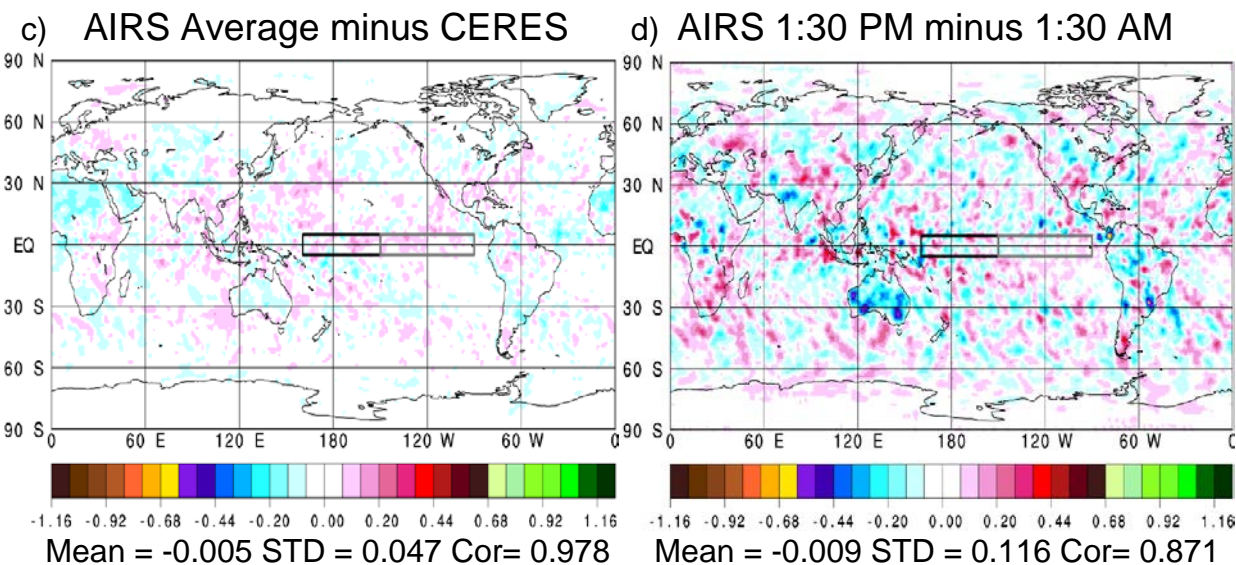 c) AIRS Average minus CERES
d) AIRS 1:30 PM minus 1:30 AM
90 N
60 N
30 N
EQ
30 S
60 S
90 S
0 60 E 120 E 180 120 W 60 W 0
90 N
60 N
30 N
EQ
30 S
60 S
90 S
0 60 E 120 E 180 120 W 60 W
-1.16 -0.92 -0.68 -0.44 -0.20 0.00 0.20 0.44 0.68 0.92 1.16
-1.16 -0.92 -0.68 -0.44 -0.20 0.00 0.20 0.44 0.68 0.92 1.16
Mean = -0.005 STD = 0.047 Cor= 0.978
Mean = -0.009 STD = 0.116 Cor= 0.871